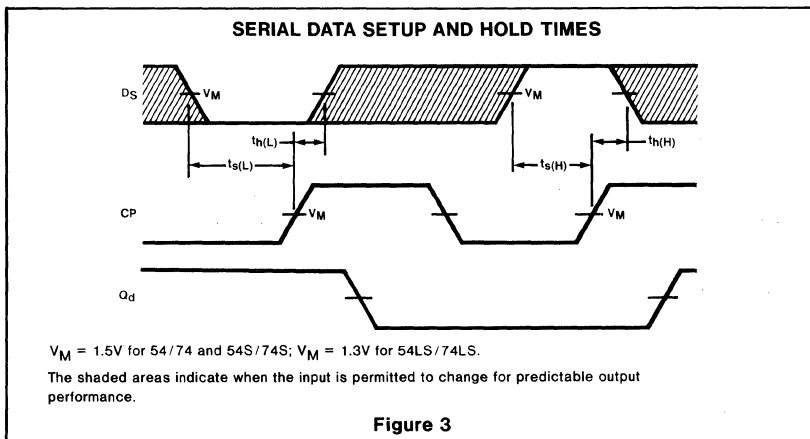 SERIAL DATA SETUP AND HOLD TIMES
DS
VM
VM
th(L)
th(H)
ts(L)
ts(H)
CP
VM
VM
Qd
VM = 1.5V for 54/74 and 54S/74S; VM = 1.3V for 54LS/74LS.
The shaded areas indicate when the input is permitted to change for predictable output
performance.
Figure 3